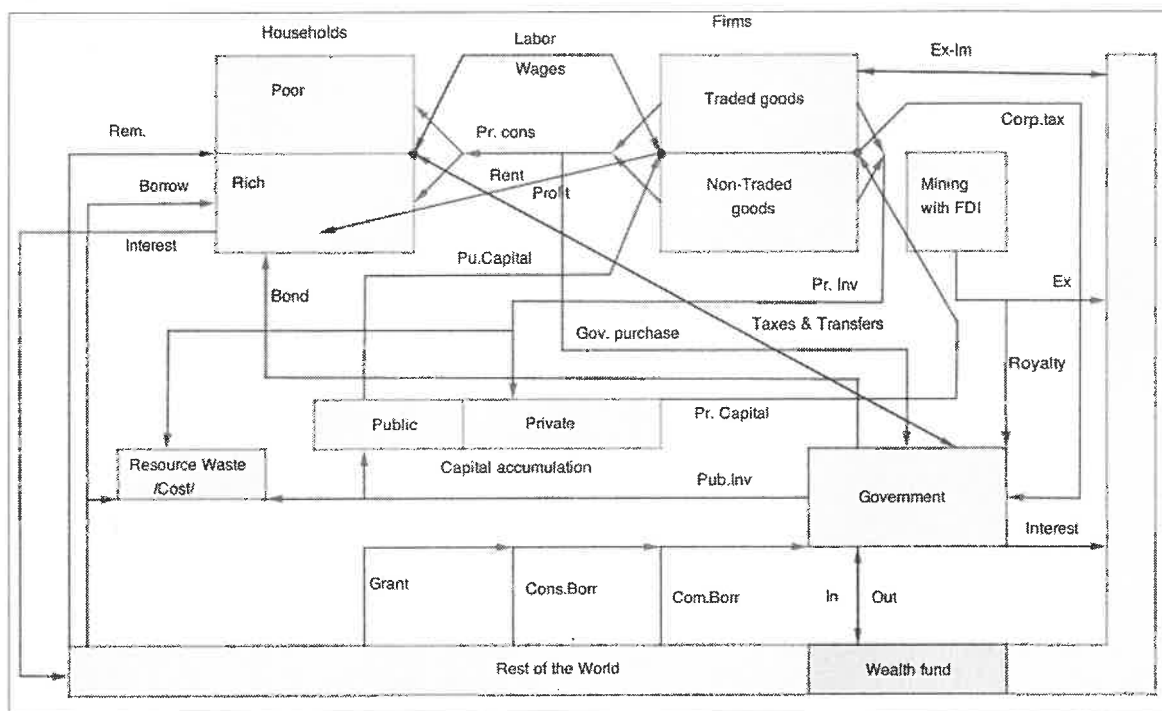 Households
Firms
Labor
Wages
Ex-Im
Poor
Traded goods
Corp.tax
Rem.
Pr. cons
Rich
Rent
Profit
Non-Traded
goods
Mining
with FDI
Borrow
Interest
Pu.Capital
Bond
Pr. Inv
Ex
Gov. purchase
Taxes & Transfers
Royalty
Public
Private
Pr. Capital
Resource Waste
/Cost/
Capital accumulation
Pub.Inv
Government
Interest
Grant
Cons.Borr
Com.Borr
In
Out
Rest of the World
Wealth fund